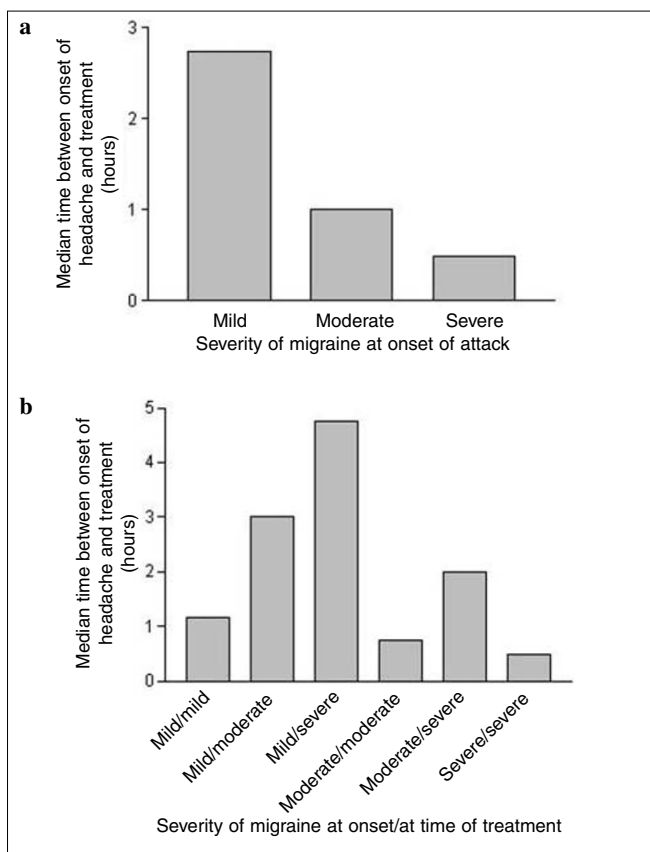 a
Median time between onset of
headache and treatment
(hours)
3
2
1
0
Mild Moderate Severe
Severity of migraine at onset of attack
b
Median time between onset of
headache and treatment
(hours)
5
4
3
2
1
0
Mild/mild
Mild/moderate
Mild/severe
Moderate/moderate
Moderate/severe
Severe/severe
Severity of migraine at onset/at time of treatment